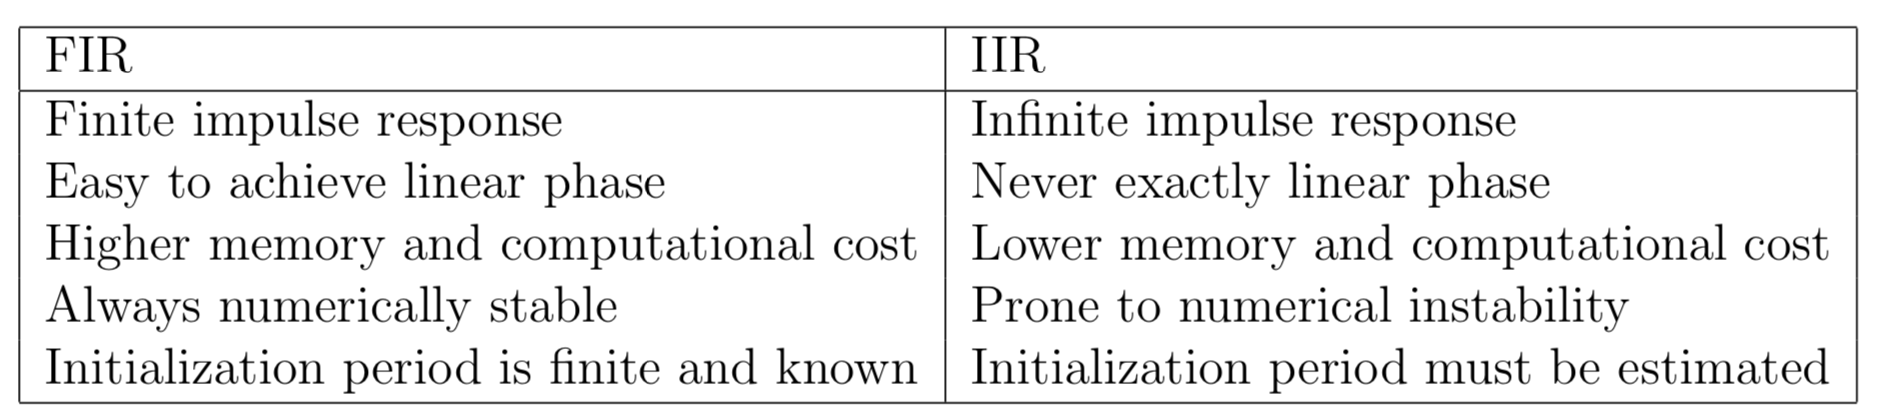 FIR IIR
Finite impulse response Infinite impulse response
Easy to achieve linear phase Never exactly linear phase
Higher memory and computational cost Lower memory and computational cost
Always numerically stable Prone to numerical instability
Initialization period is finite and known Initialization period must be estimated